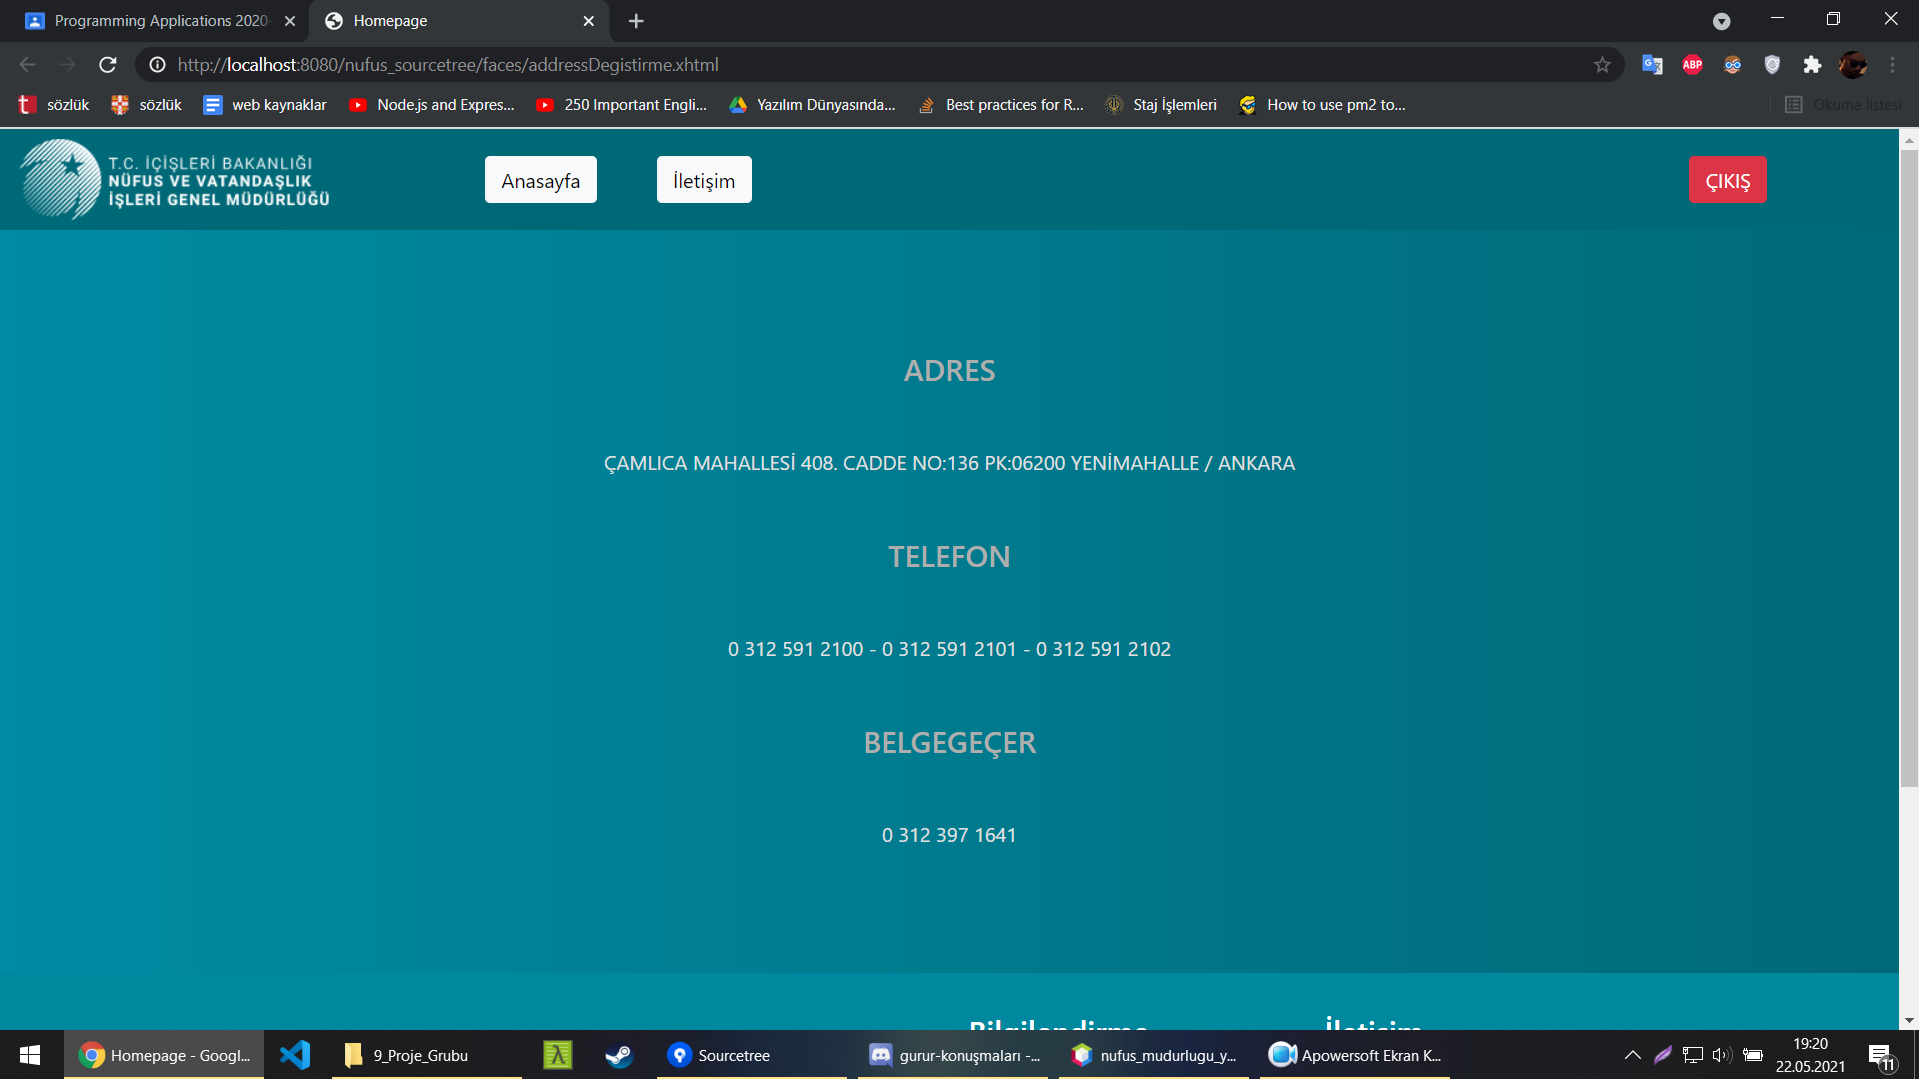 Programming Applications 2020-
Homepage
http://localhost:8080/nufus_sourcetree/faces/addressDegistirme.xhtml
ABP
sözlük
sözlük
web kaynaklar
Node.js and Expres...
250 Important Engli...
Yazılım Dünyasında...
Best practices for R...
Staj İşlemleri
How to use pm2 to...
Okuma listesi
T.C. İÇİŞLERİ BAKANLIĞI
NÜFUS VE VATANDAŞLIK
İŞLERİ GENEL MÜDÜRLÜĞÜ
Anasayfa
İletişim
ÇIKIŞ
ADRES
ÇAMLICA MAHALLESİ 408. CADDE NO:136 PK:06200 YENİMAHALLE / ANKARA
TELEFON
0 312 591 2100 - 0 312 591 2101 - 0 312 591 2102
BELGEGEÇER
0 312 397 1641
Bilgilendirme
İletişim
Homepage - Googl...
9_Proje_Grubu
Sourcetree
gurur-konuşmaları -...
nufus_mudurlugu_y...
Apowersoft Ekran K...
19:20
22.05.2021
11